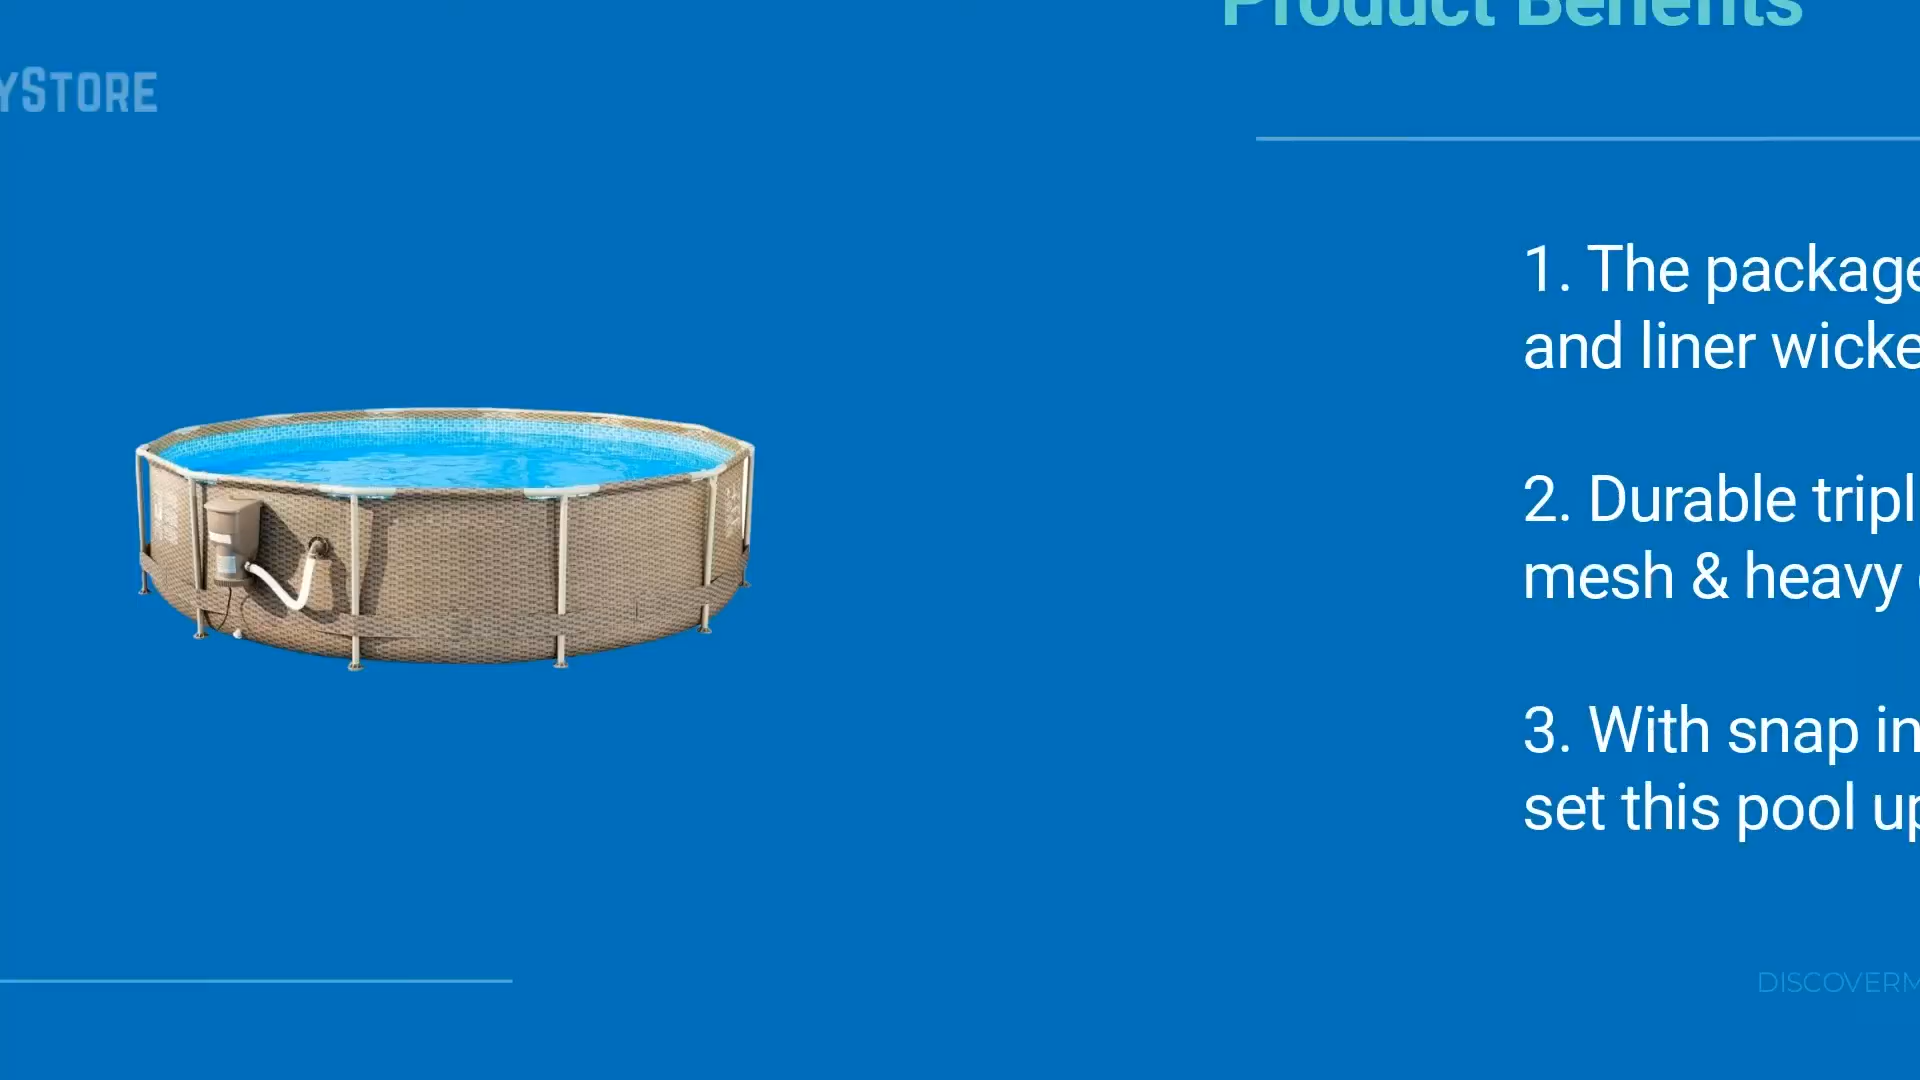 Product Benefits
YSTORE
1. The package
and liner wicke
2. Durable tripl
mesh & heavy
3. With snap in
set this pool up
DISCOVERM